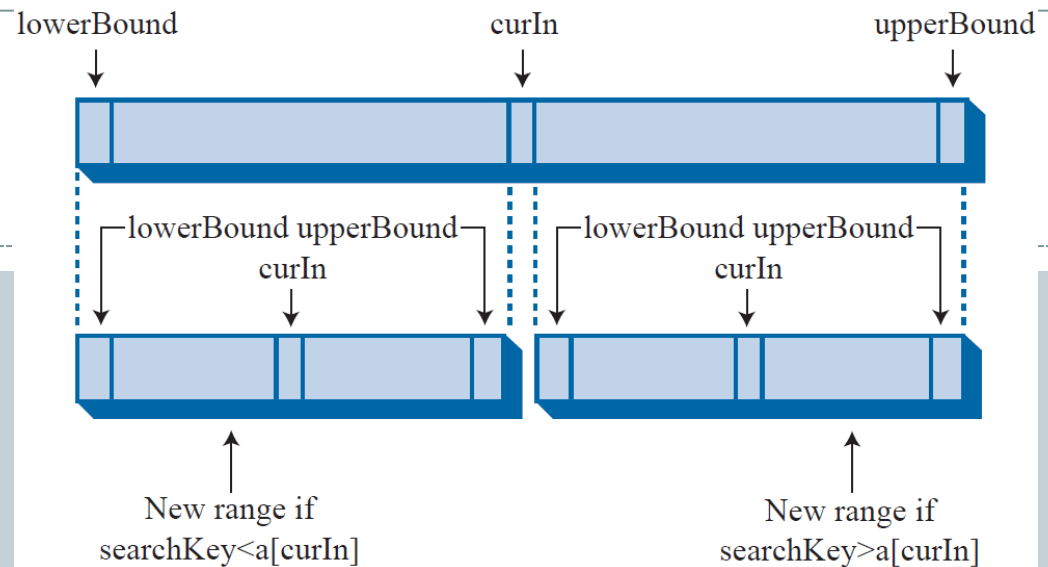 lowerBound curIn upperBound
lowerBound upperBound lowerBound upperBound
curIn curIn
New range if New range if
searchKey<a[curIn] searchKey>a[curIn]